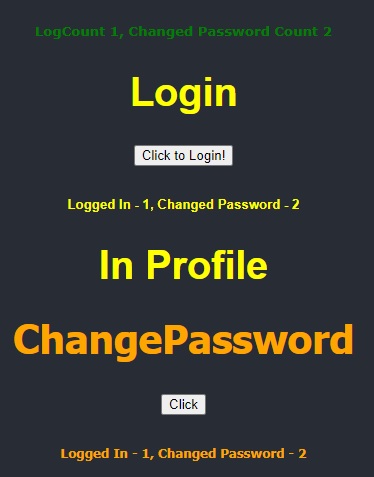 LogCount 1, Changed Password Count 2
Login
Click to Login!
Logged In - 1, Changed Password - 2
In Profile
ChangePassword
Click
Logged In - 1, Changed Password - 2